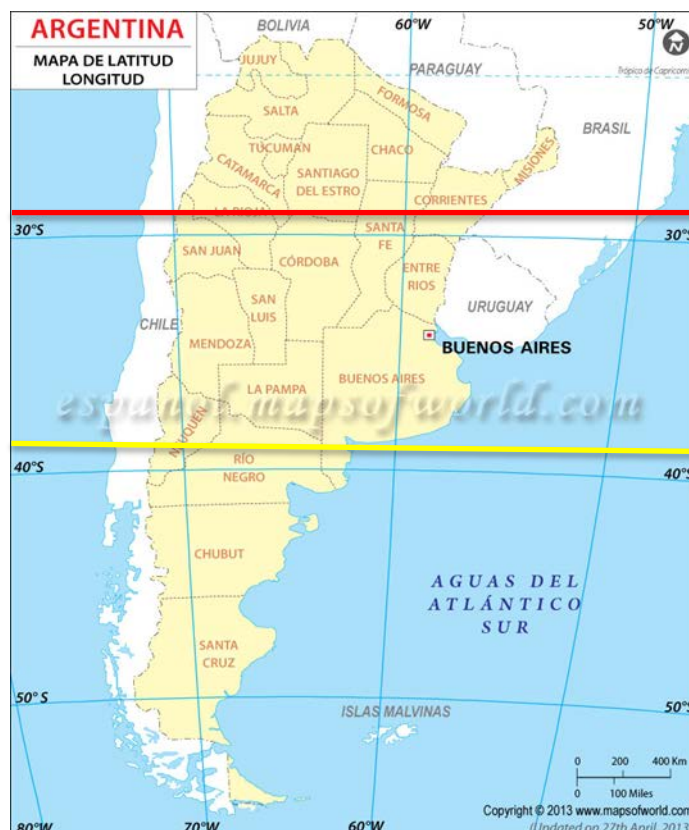 ARGENTINA
MAPA DE LATITUD
LONGITUD
BOLIVIA
60°W
50°W
PARAGUAY
Trópico de Capricorni
JUJUY
FORMOSA
SALTA
BRASIL
TUCUMAN
CHACO
MISIONES
CATAMARCA
SANTIAGO
DEL ESTRO
CORRIENTES
LA RIOJA
SANTA
FE
30°S
30°S
SAN JUAN
CÓRDOBA
ENTRE
RIOS
SAN
LUIS
URUGUAY
CHILE
MENDOZA
BUENOS AIRES
LA PAMPA
BUENOS AIRES
espanol.mapsofworld.com
NEUQUEN
RÍO
NEGRO
40°S
40°S
CHUBUT
AGUAS DEL
ATLÁNTICO
SUR
SANTA
CRUZ
50°S
50°S
ISLAS MALVINAS
0 200 400 Km
0 100 Miles
Copyright © 2013 www.mapsofworld.com
(Updated on 27th April, 2013)
80°W
70°W
60°W